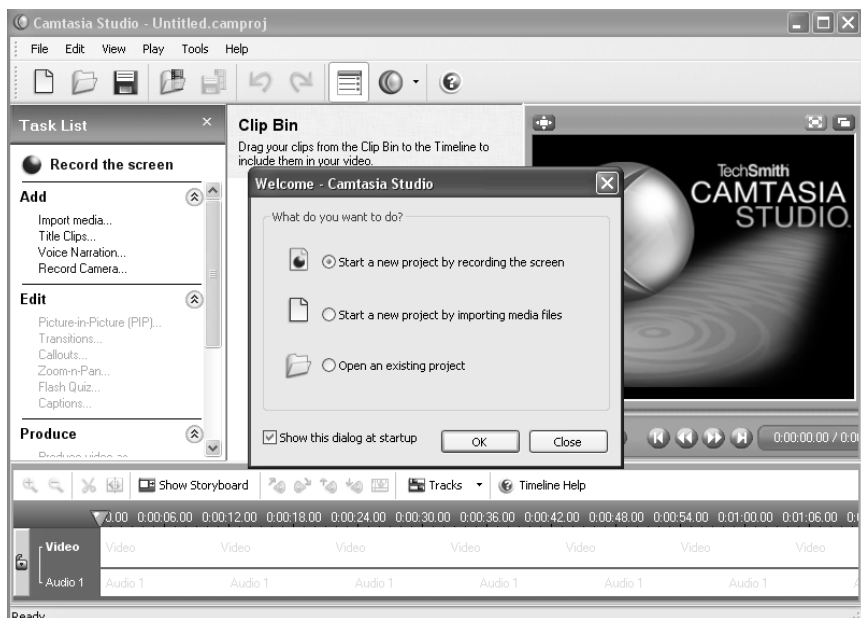 Camtasia Studio - Untitled.camproj
File Edit View Play Tools Help
Task List
Record the screen
Add
Import media...
Title Clips...
Voice Narration...
Record Camera...
Edit
Picture-in-Picture (PIP)...
Transitions...
Callouts...
Zoom-n-Pan...
Flash Quiz...
Captions...
Produce
Clip Bin
Drag your clips from the Clip Bin to the Timeline to
include them in your video.
Welcome - Camtasia Studio
What do you want to do?
Start a new project by recording the screen
Start a new project by importing media files
Open an existing project
Show this dialog at startup
OK Close
TechSmith
CAMTASIA
STUDIO
0:00:00.00 / 0:0
Show Storyboard Tracks Timeline Help
0:00:06.00 0:00:12.00 0:00:18.00 0:00:24.00 0:00:30.00 0:00:36.00 0:00:42.00 0:00:48.00 0:00:54.00 0:01:00.00 0:01:06.00
Video Video Video Video Video Video Video Video
Audio 1 Audio 1 Audio 1 Audio 1 Audio 1 Audio 1 Audio 1
Ready